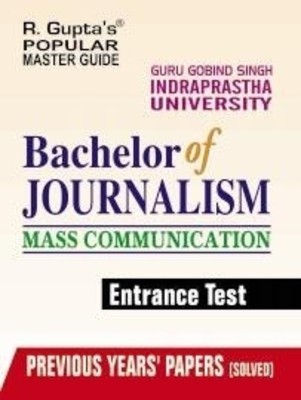 R. Gupta's®
POPULAR
MASTER GUIDE
GURU GOBIND SINGH
INDRAPRASTHA
UNIVERSITY
Bachelor of
JOURNALISM
MASS COMMUNICATION
Entrance Test
PREVIOUS YEARS' PAPERS (SOLVED)